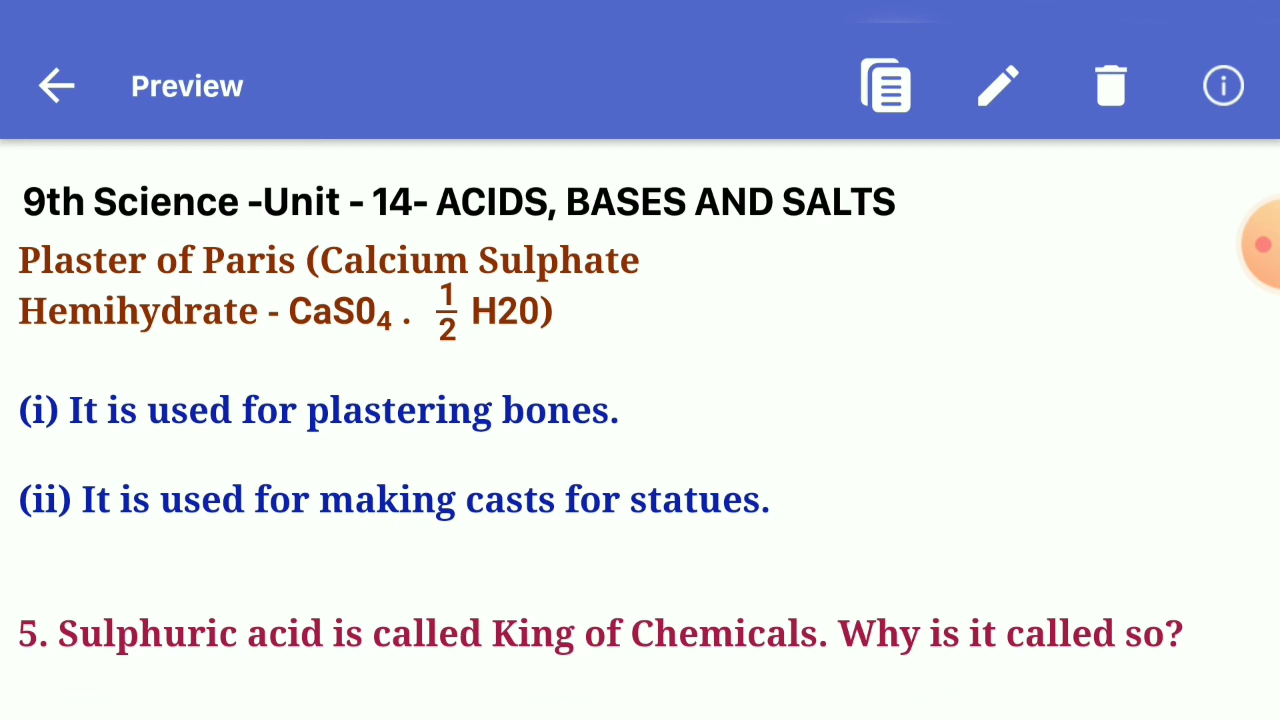 Preview
9th Science -Unit - 14- ACIDS, BASES AND SALTS
Plaster of Paris (Calcium Sulphate
Hemihydrate - CaS0₄ . ½ H20)
(i) It is used for plastering bones.
(ii) It is used for making casts for statues.
5. Sulphuric acid is called King of Chemicals. Why is it called so?